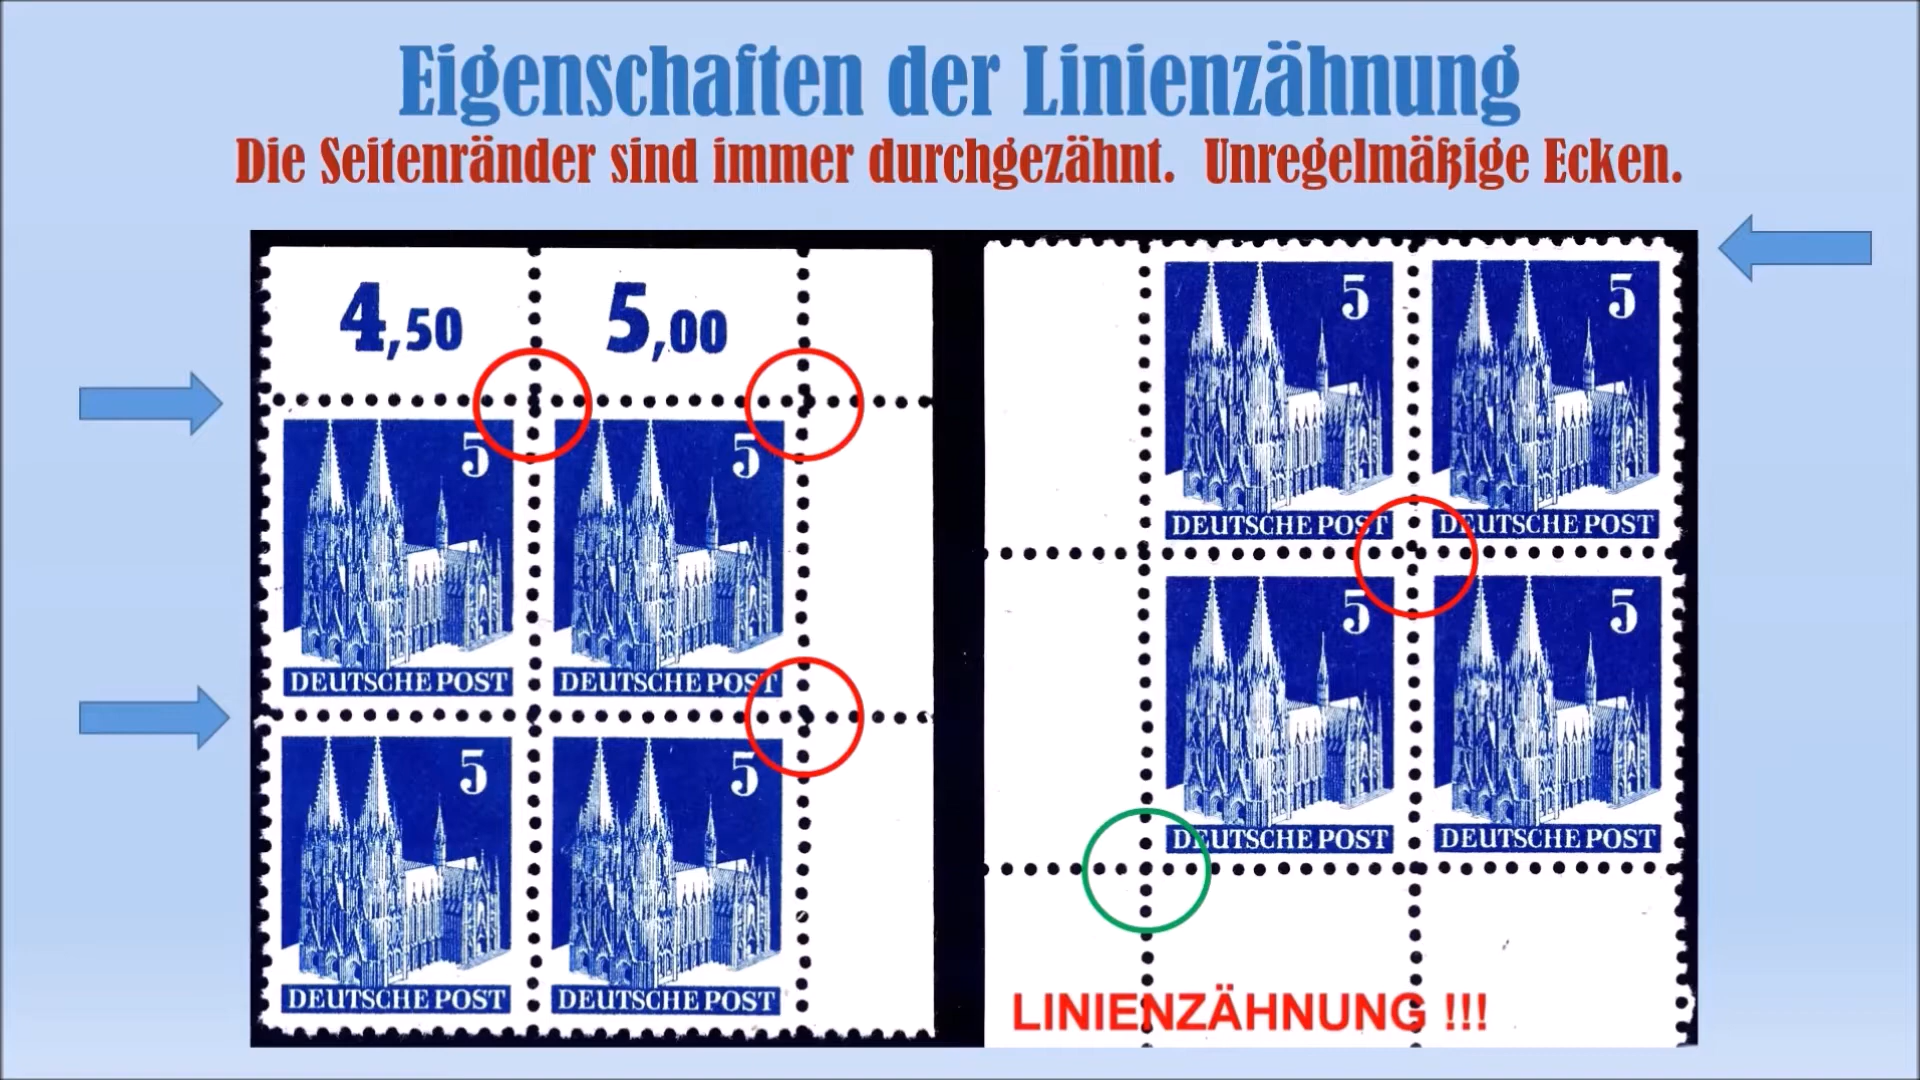 Eigenschaften der Linienzähnung
Die Seitenränder sind immer durchgezähnt. Unregelmäßige Ecken.
4,50 5,00
5 5
DEUTSCHE POST DEUTSCHE POST
5 5
DEUTSCHE POST DEUTSCHE POST
5 5
DEUTSCHE POST DEUTSCHE POST
5 5
DEUTSCHE POST DEUTSCHE POST
LINIENZÄHNUNG !!!